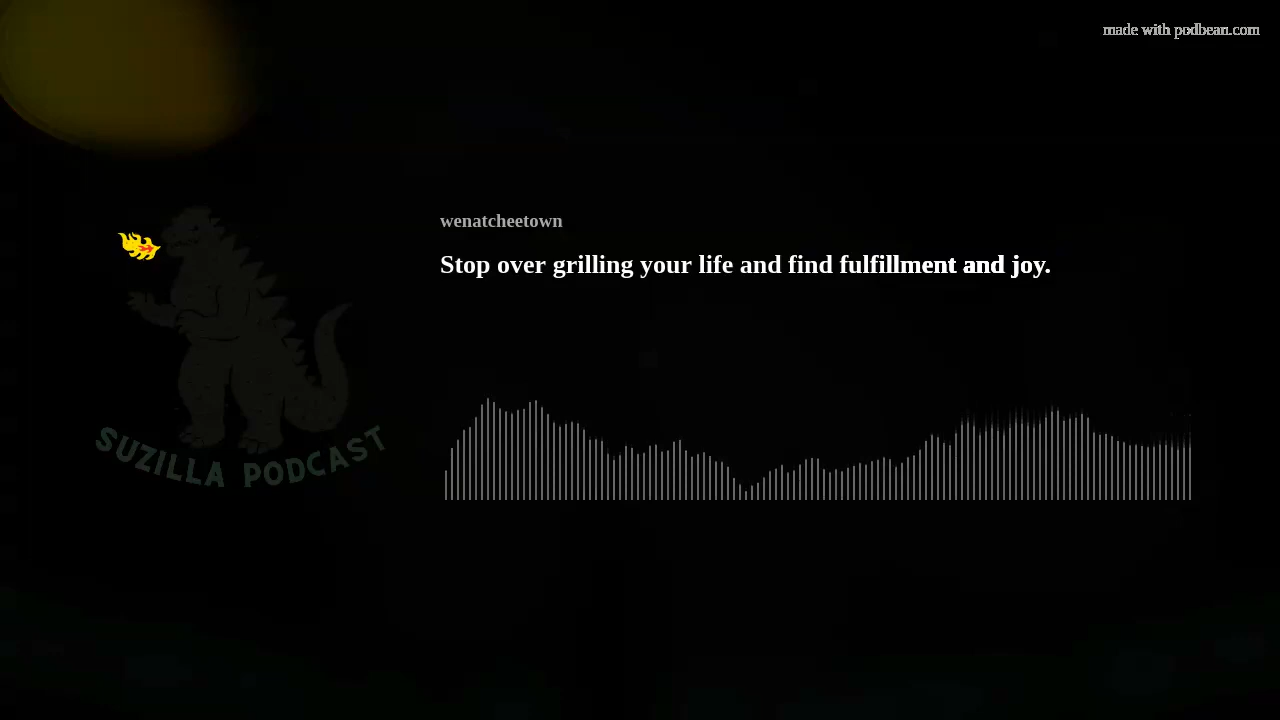 made with podbean.com
wenatcheetown
Stop over grilling your life and find fulfillment and joy.
SUZILLA PODCAST